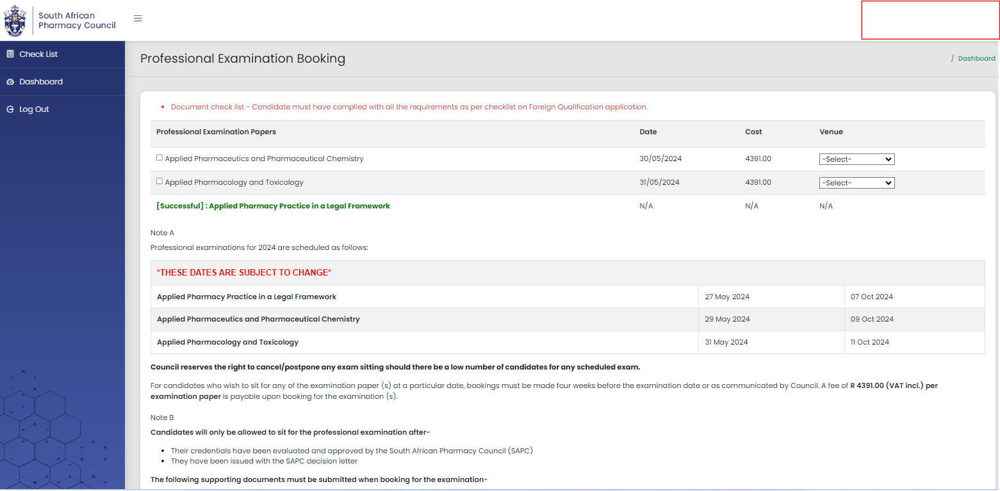 South African
Pharmacy Council
Check List
Dashboard
Log Out
Professional Examination Booking
/ Dashboard
• Document check list - Candidate must have complied with all the requirements as per checklist on Foreign Qualification application.
Professional Examination Papers Date Cost Venue
Applied Pharmaceutics and Pharmaceutical Chemistry 30/05/2024 4391.00 -Select-
Applied Pharmacology and Toxicology 31/05/2024 4391.00 -Select-
[Successful] : Applied Pharmacy Practice in a Legal Framework N/A N/A N/A
Note A
Professional examinations for 2024 are scheduled as follows:
*THESE DATES ARE SUBJECT TO CHANGE*
Applied Pharmacy Practice in a Legal Framework 27 May 2024 07 Oct 2024
Applied Pharmaceutics and Pharmaceutical Chemistry 29 May 2024 09 Oct 2024
Applied Pharmacology and Toxicology 31 May 2024 11 Oct 2024
Council reserves the right to cancel/postpone any exam sitting should there be a low number of candidates for any scheduled exam.
For candidates who wish to sit for any of the examination paper (s) at a particular date, bookings must be made four weeks before the examination date or as communicated by Council. A fee of R 4391.00 (VAT incl.) per
examination paper is payable upon booking for the examination (s).
Note B
Candidates will only be allowed to sit for the professional examination after-
• Their credentials have been evaluated and approved by the South African Pharmacy Council (SAPC)
• They have been issued with the SAPC decision letter
The following supporting documents must be submitted when booking for the examination-